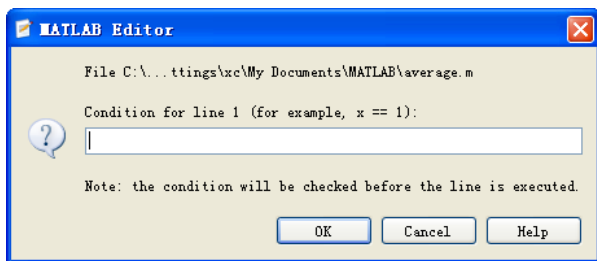 MATLAB Editor
File C:\...ttings\xc\My Documents\MATLAB\average.m
Condition for line 1 (for example, x == 1):
Note: the condition will be checked before the line is executed.
OK Cancel Help